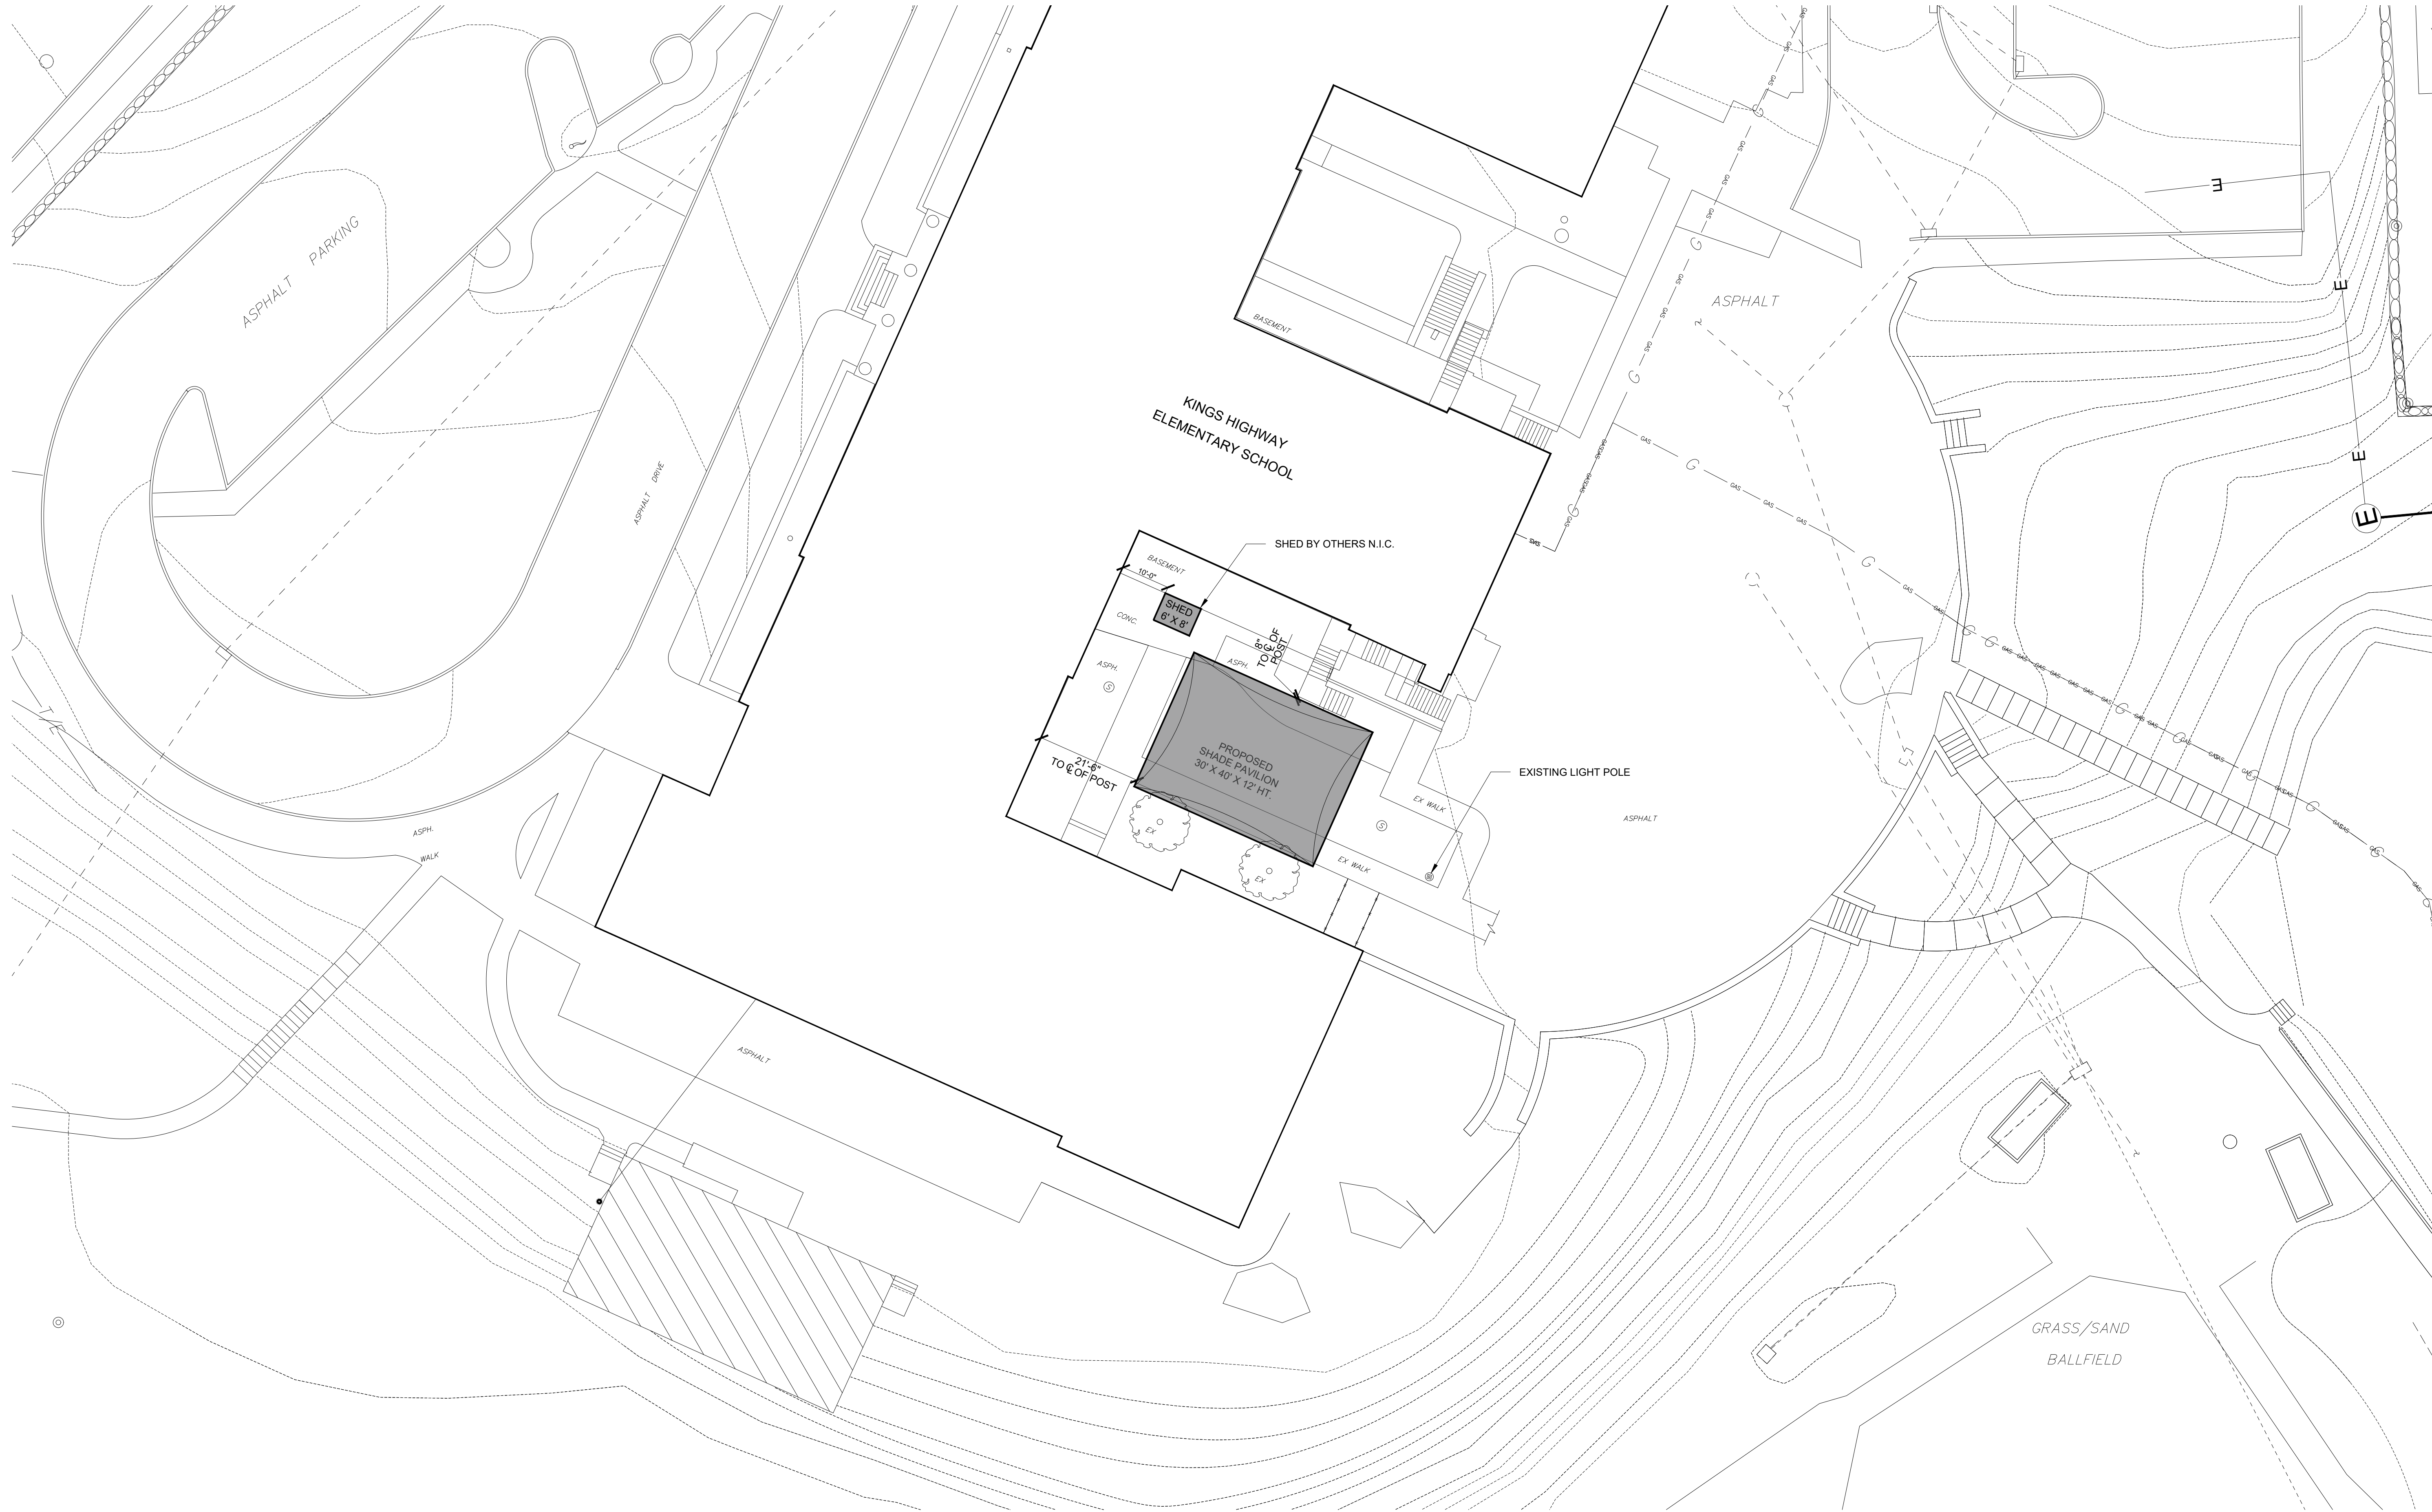 ASPHALT PARKING
ASPHALT DRIVE
ASPHALT
BASEMENT
KINGS HIGHWAY
ELEMENTARY SCHOOL
SHED BY OTHERS N.I.C.
BASEMENT
10'-0"
SHED
6' X 8'
CONC.
ASPH.
S
ASPH.
8"
TO ℄ OF
POST
PROPOSED
SHADE PAVILION
30' X 40' X 12' HT.
21'-6"
TO ℄ OF POST
EX
EX
EX WALK
EX WALK
S
EXISTING LIGHT POLE
ASPHALT
ASPH.
WALK
ASPHALT
GRASS/SAND
BALLFIELD
GAS
G
E
E
E
E